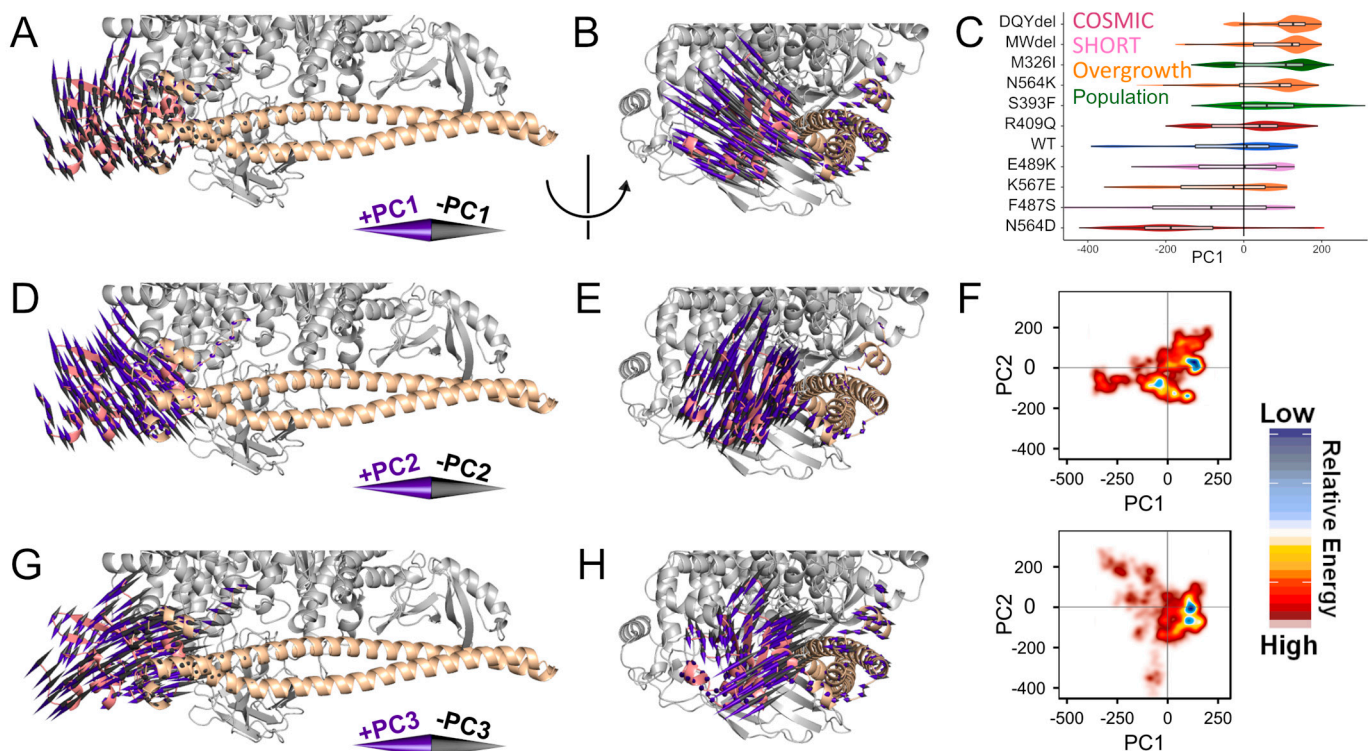 A
+PC1 -PC1
B
C
COSMIC
SHORT
Overgrowth
Population
DQYdel
MWdel
M326I
N564K
S393F
R409Q
WT
E489K
K567E
F487S
N564D
-400 -200 0 200
PC1
D
+PC2 -PC2
E
F
PC2
200
0
-200
-400
-500 -250 0 250
PC1
PC2
200
0
-200
-400
-500 -250 0 250
PC1
Low
Relative Energy
High
G
+PC3 -PC3
H